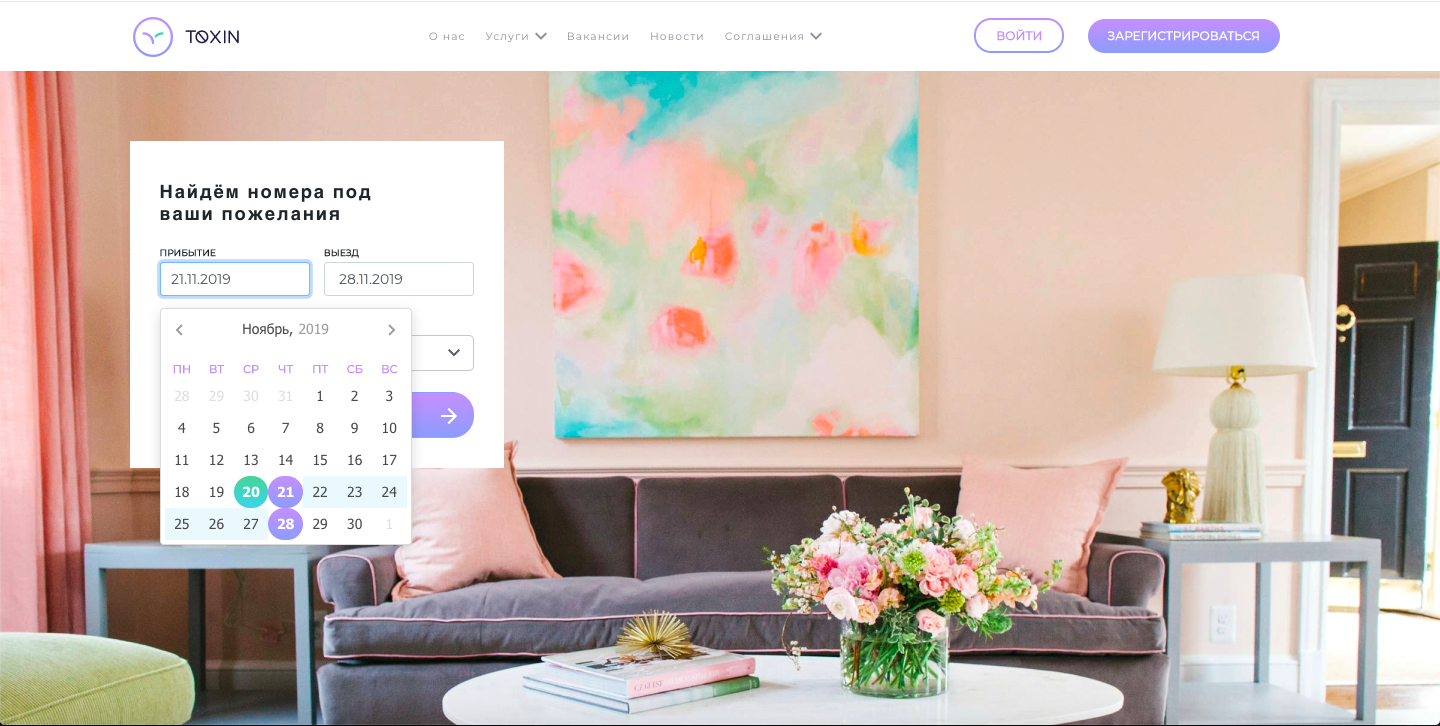 TOXIN
О нас Услуги Вакансии Новости Соглашения
ВОЙТИ
ЗАРЕГИСТРИРОВАТЬСЯ
Найдём номера под
ваши пожелания
ПРИБЫТИЕ ВЫЕЗД
21.11.2019 28.11.2019
Ноябрь, 2019
ПН ВТ СР ЧТ ПТ СБ ВС
28 29 30 31 1 2 3
4 5 6 7 8 9 10
11 12 13 14 15 16 17
18 19 20 21 22 23 24
25 26 27 28 29 30 1